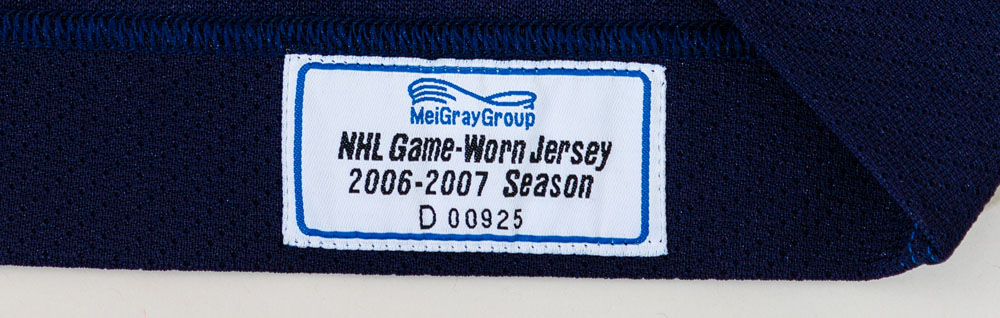 MeiGrayGroup
NHL Game-Worn Jersey
2006-2007 Season
D 00925